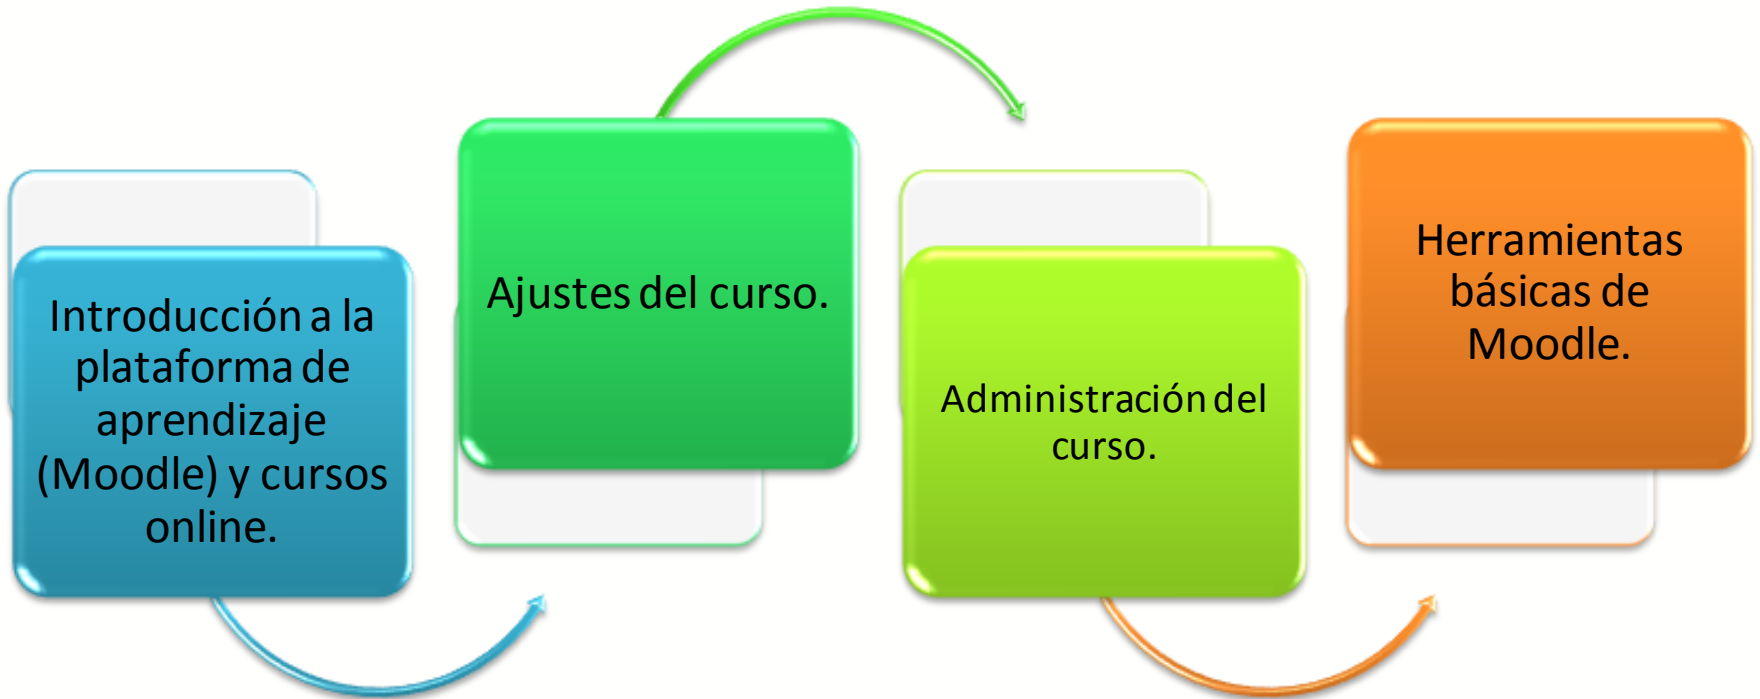 Introducción a la
plataforma de
aprendizaje
(Moodle) y cursos
online.
Ajustes del curso.
Administración del
curso.
Herramientas
básicas de
Moodle.